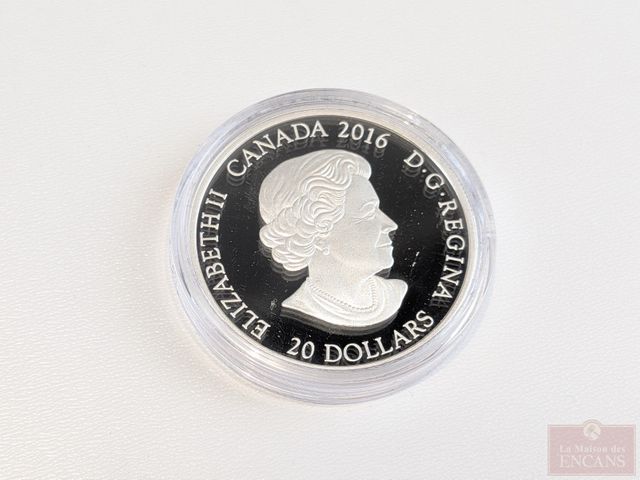 ELIZABETH II CANADA 2016 D·G·REGINA
20 DOLLARS
La Maison des
ENCANS